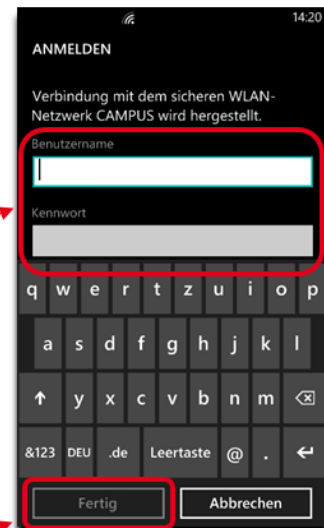 14:20
ANMELDEN
Verbindung mit dem sicheren WLAN-
Netzwerk CAMPUS wird hergestellt.
Benutzername
Kennwort
q w e r t z u i o p
a s d f g h j k l
y x c v b n m
&123 DEU .de Leertaste @ .
Fertig Abbrechen